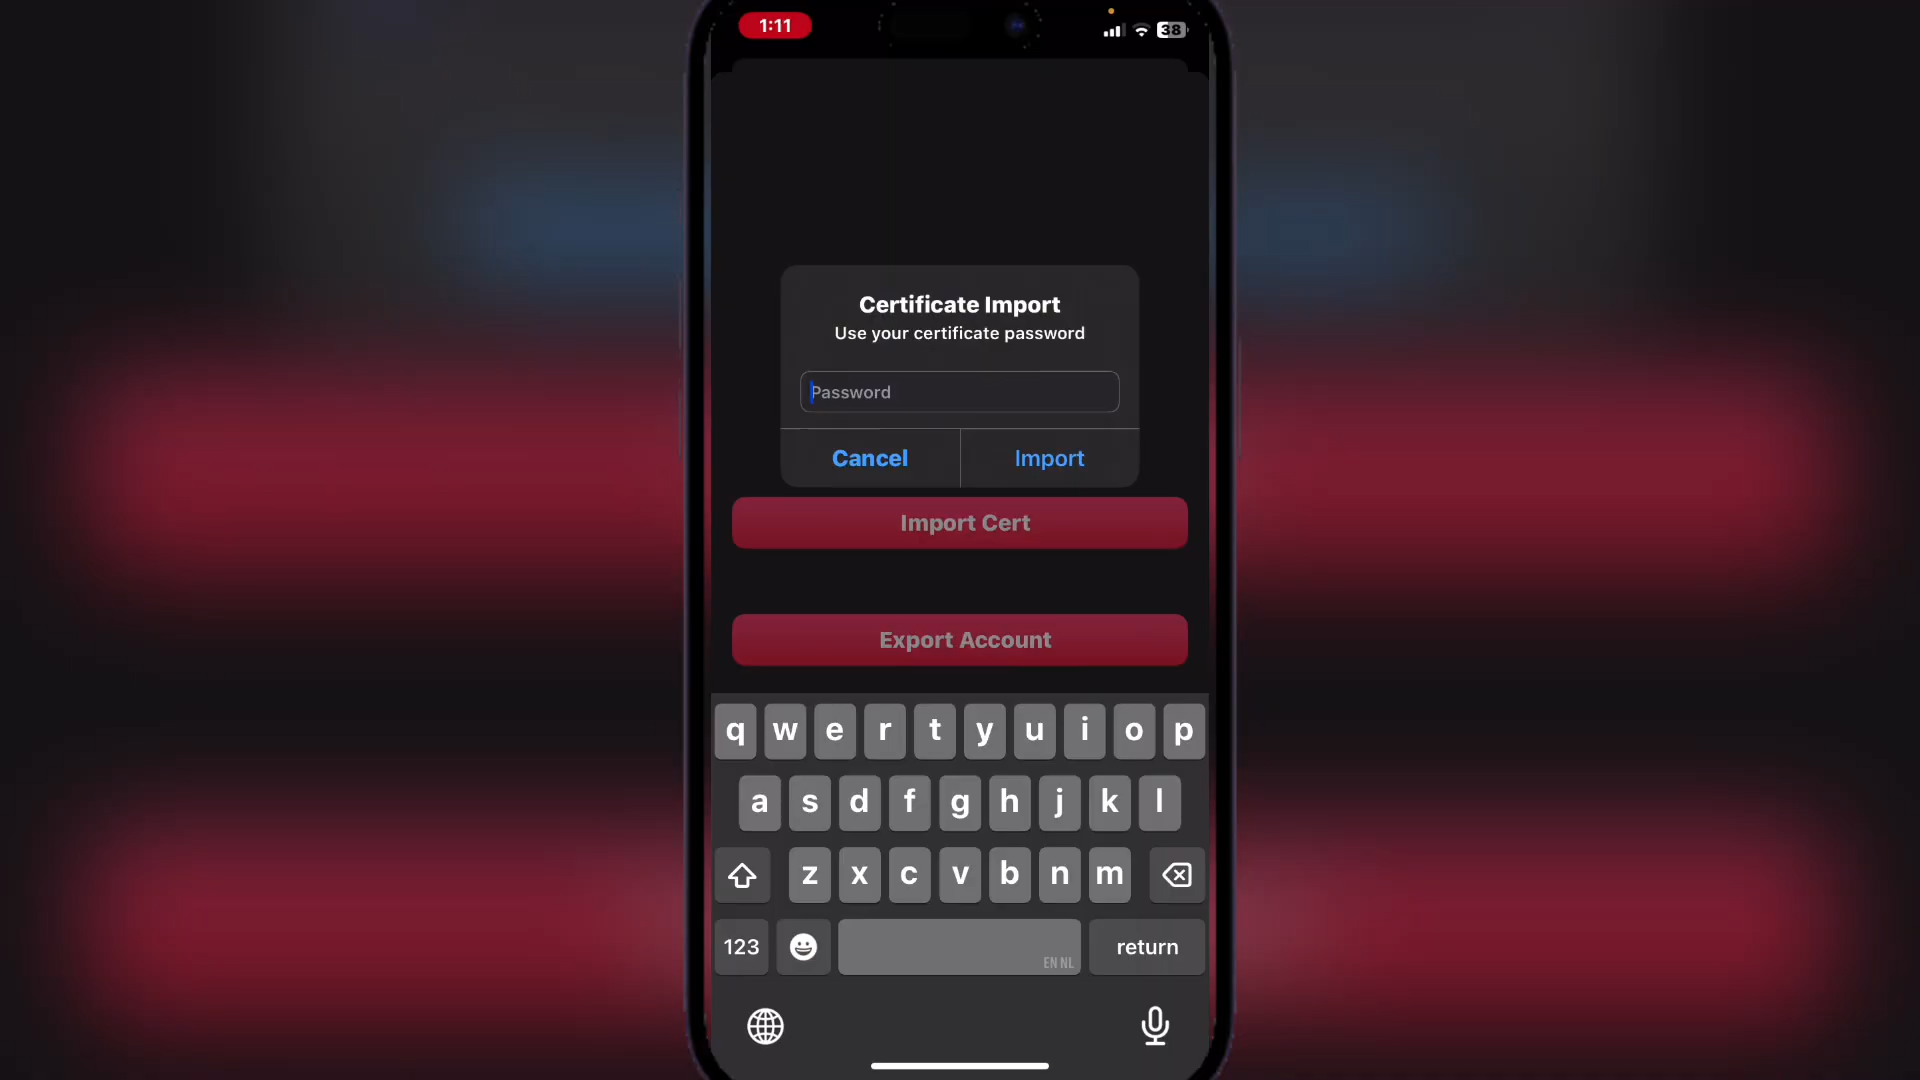 1:11
38
Certificate Import
Use your certificate password
Password
Cancel
Import
Import Cert
Export Account
q w e r t y u i o p
a s d f g h j k l
z x c v b n m
123
EN NL
return